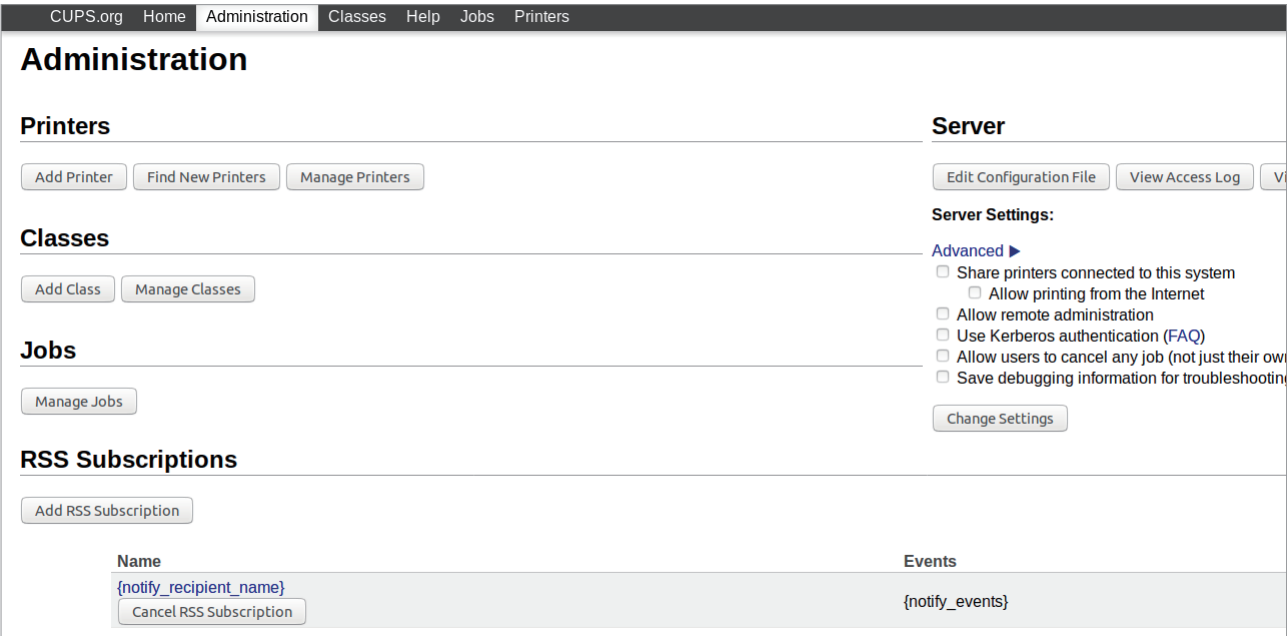 CUPS.org Home Administration Classes Help Jobs Printers
Administration
Printers
Add Printer Find New Printers Manage Printers
Classes
Add Class Manage Classes
Jobs
Manage Jobs
Server
Edit Configuration File View Access Log Vi
Server Settings:
Advanced ▶
Share printers connected to this system
Allow printing from the Internet
Allow remote administration
Use Kerberos authentication (FAQ)
Allow users to cancel any job (not just their own
Save debugging information for troubleshooting
Change Settings
RSS Subscriptions
Add RSS Subscription
Name Events
{notify_recipient_name}
Cancel RSS Subscription
{notify_events}